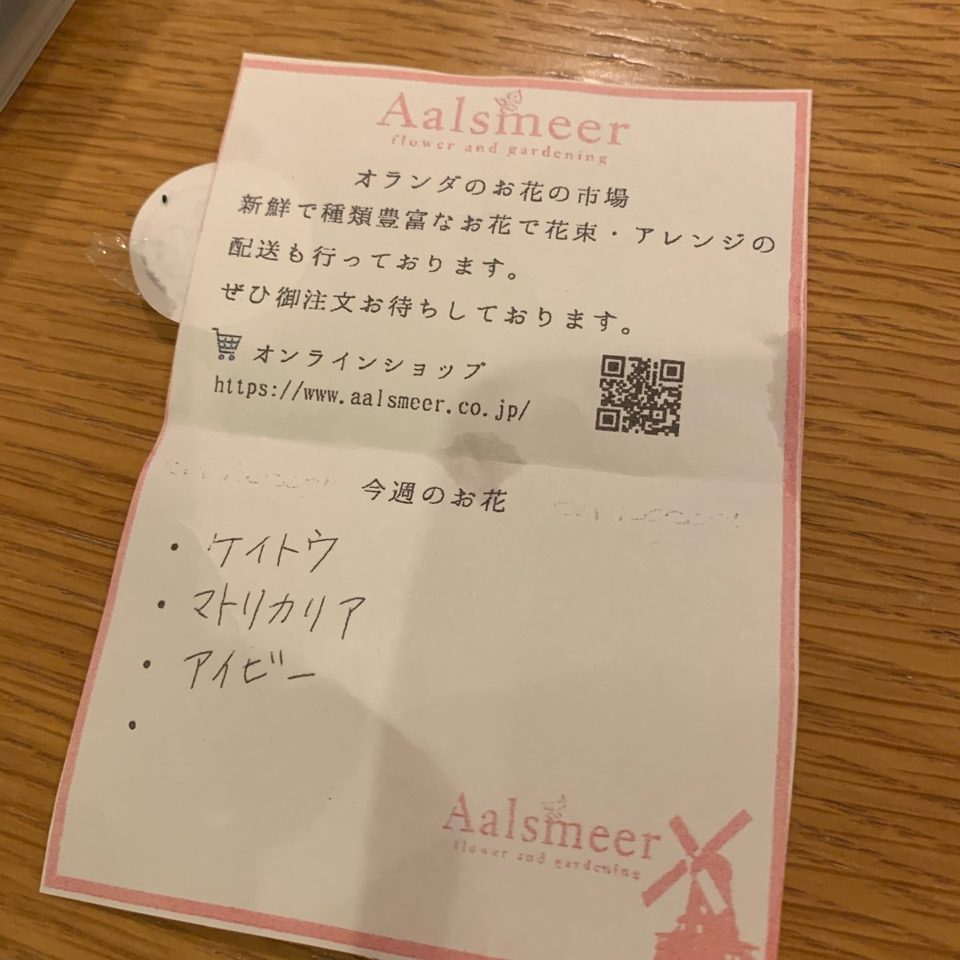 Aalsmeer
flower and gardening
オランダのお花の市場
新鮮で種類豊富なお花で花束・アレンジの
配送も行っております。
ぜひ御注文お待ちしております。
オンラインショップ
https://www.aalsmeer.co.jp/
今週のお花
・ケイトウ
・マトリカリア
・アイビー
・
Aalsmeer
flower and gardening